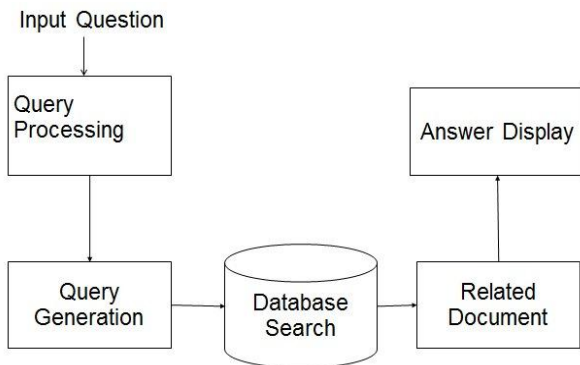 Input Question
Query
Processing
Query
Generation
Database
Search
Related
Document
Answer Display